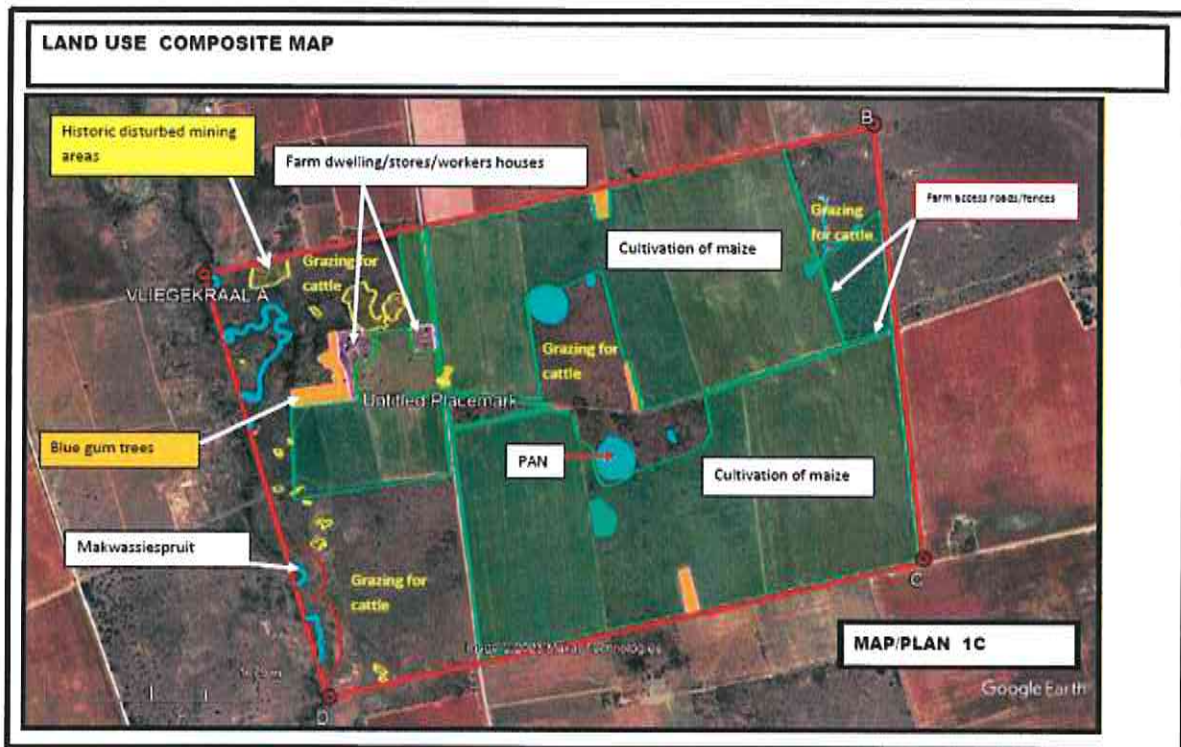 LAND USE COMPOSITE MAP
B
Historic disturbed mining
areas
Farm dwelling/stores/workers houses
Farm access roads/fences
Grazing
for cattle
Cultivation of maize
Grazing for
cattle
VLIEGEKRAAL A
Grazing for
cattle
Untitled Placemark
Blue gum trees
PAN
Cultivation of maize
Makwassiespruit
Grazing for
cattle
C
MAP/PLAN 1C
Technologies
Google Earth
D